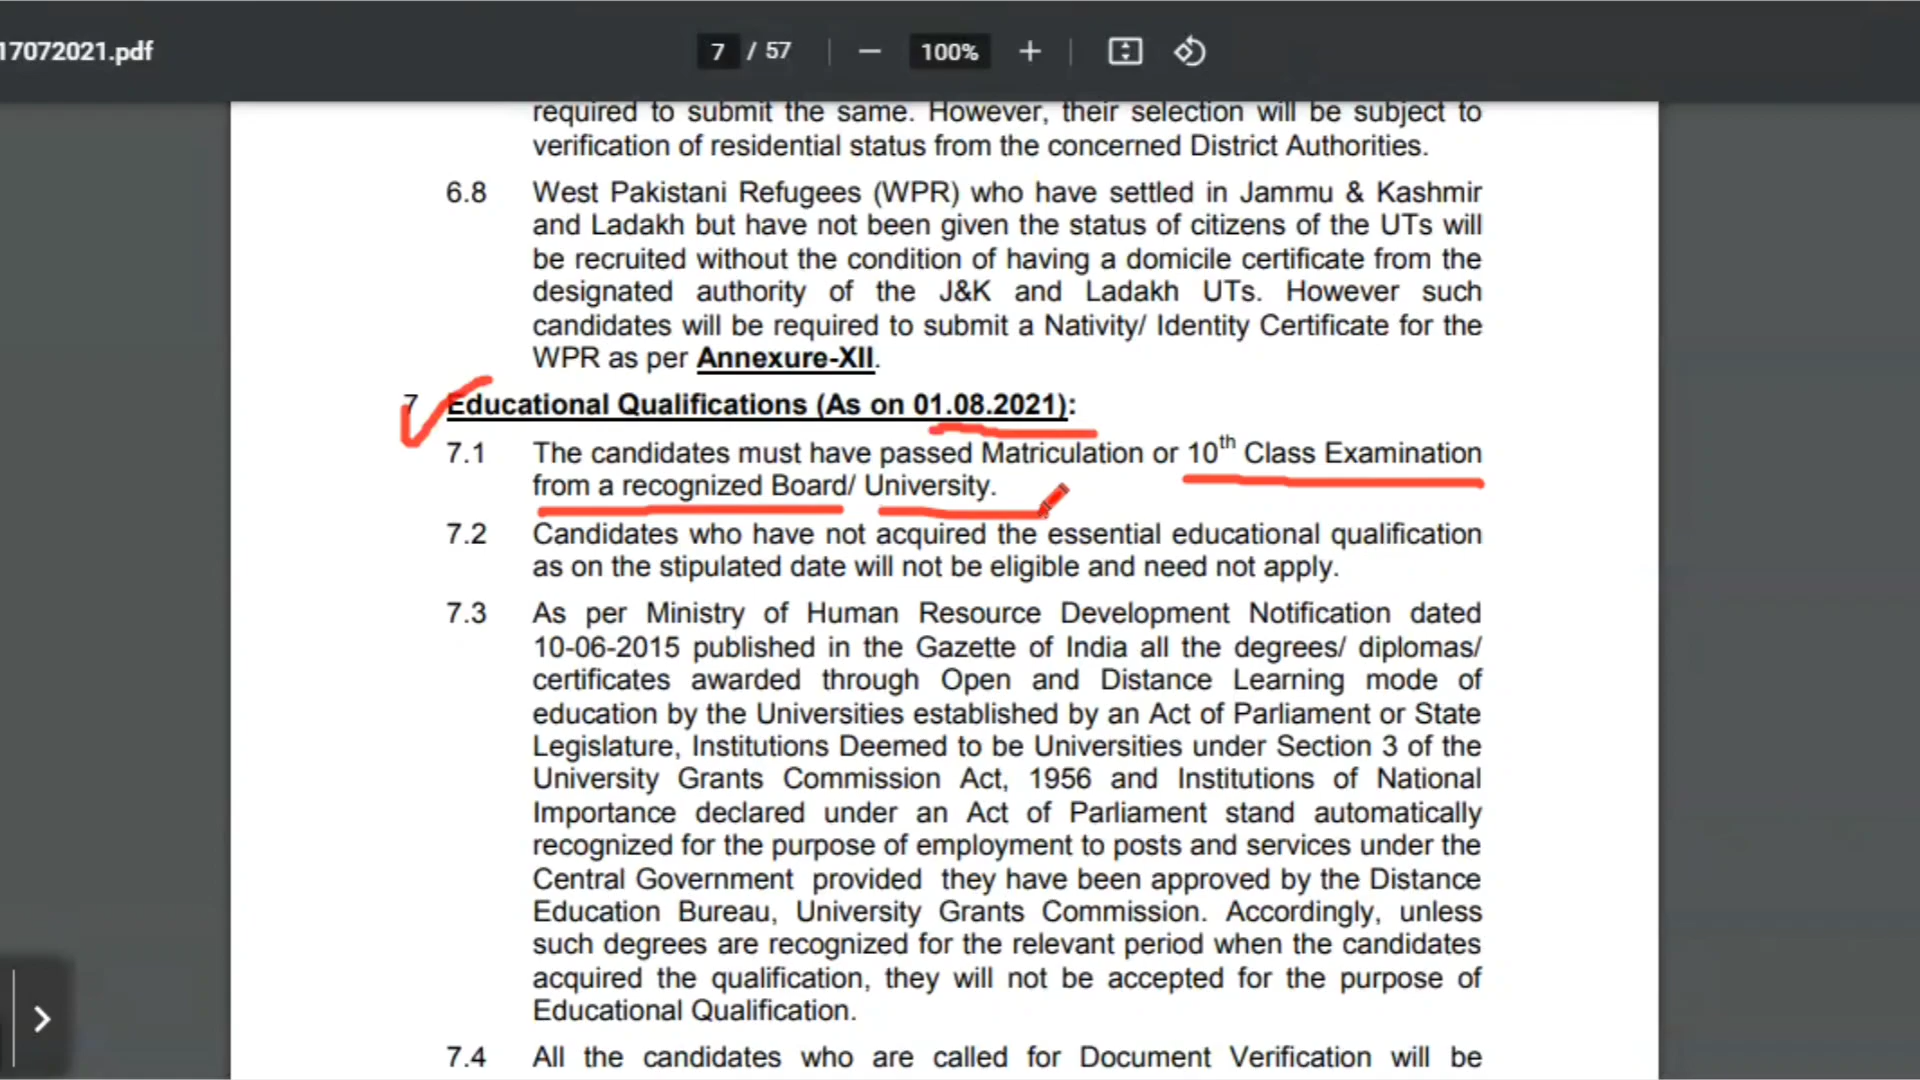 17072021.pdf
7 / 57
100%
required to submit the same. However, their selection will be subject to
verification of residential status from the concerned District Authorities.
6.8 West Pakistani Refugees (WPR) who have settled in Jammu & Kashmir
and Ladakh but have not been given the status of citizens of the UTs will
be recruited without the condition of having a domicile certificate from the
designated authority of the J&K and Ladakh UTs. However such
candidates will be required to submit a Nativity/ Identity Certificate for the
WPR as per Annexure-XII.
7 Educational Qualifications (As on 01.08.2021):
7.1 The candidates must have passed Matriculation or 10th Class Examination
from a recognized Board/ University.
7.2 Candidates who have not acquired the essential educational qualification
as on the stipulated date will not be eligible and need not apply.
7.3 As per Ministry of Human Resource Development Notification dated
10-06-2015 published in the Gazette of India all the degrees/ diplomas/
certificates awarded through Open and Distance Learning mode of
education by the Universities established by an Act of Parliament or State
Legislature, Institutions Deemed to be Universities under Section 3 of the
University Grants Commission Act, 1956 and Institutions of National
Importance declared under an Act of Parliament stand automatically
recognized for the purpose of employment to posts and services under the
Central Government provided they have been approved by the Distance
Education Bureau, University Grants Commission. Accordingly, unless
such degrees are recognized for the relevant period when the candidates
acquired the qualification, they will not be accepted for the purpose of
Educational Qualification.
7.4 All the candidates who are called for Document Verification will be